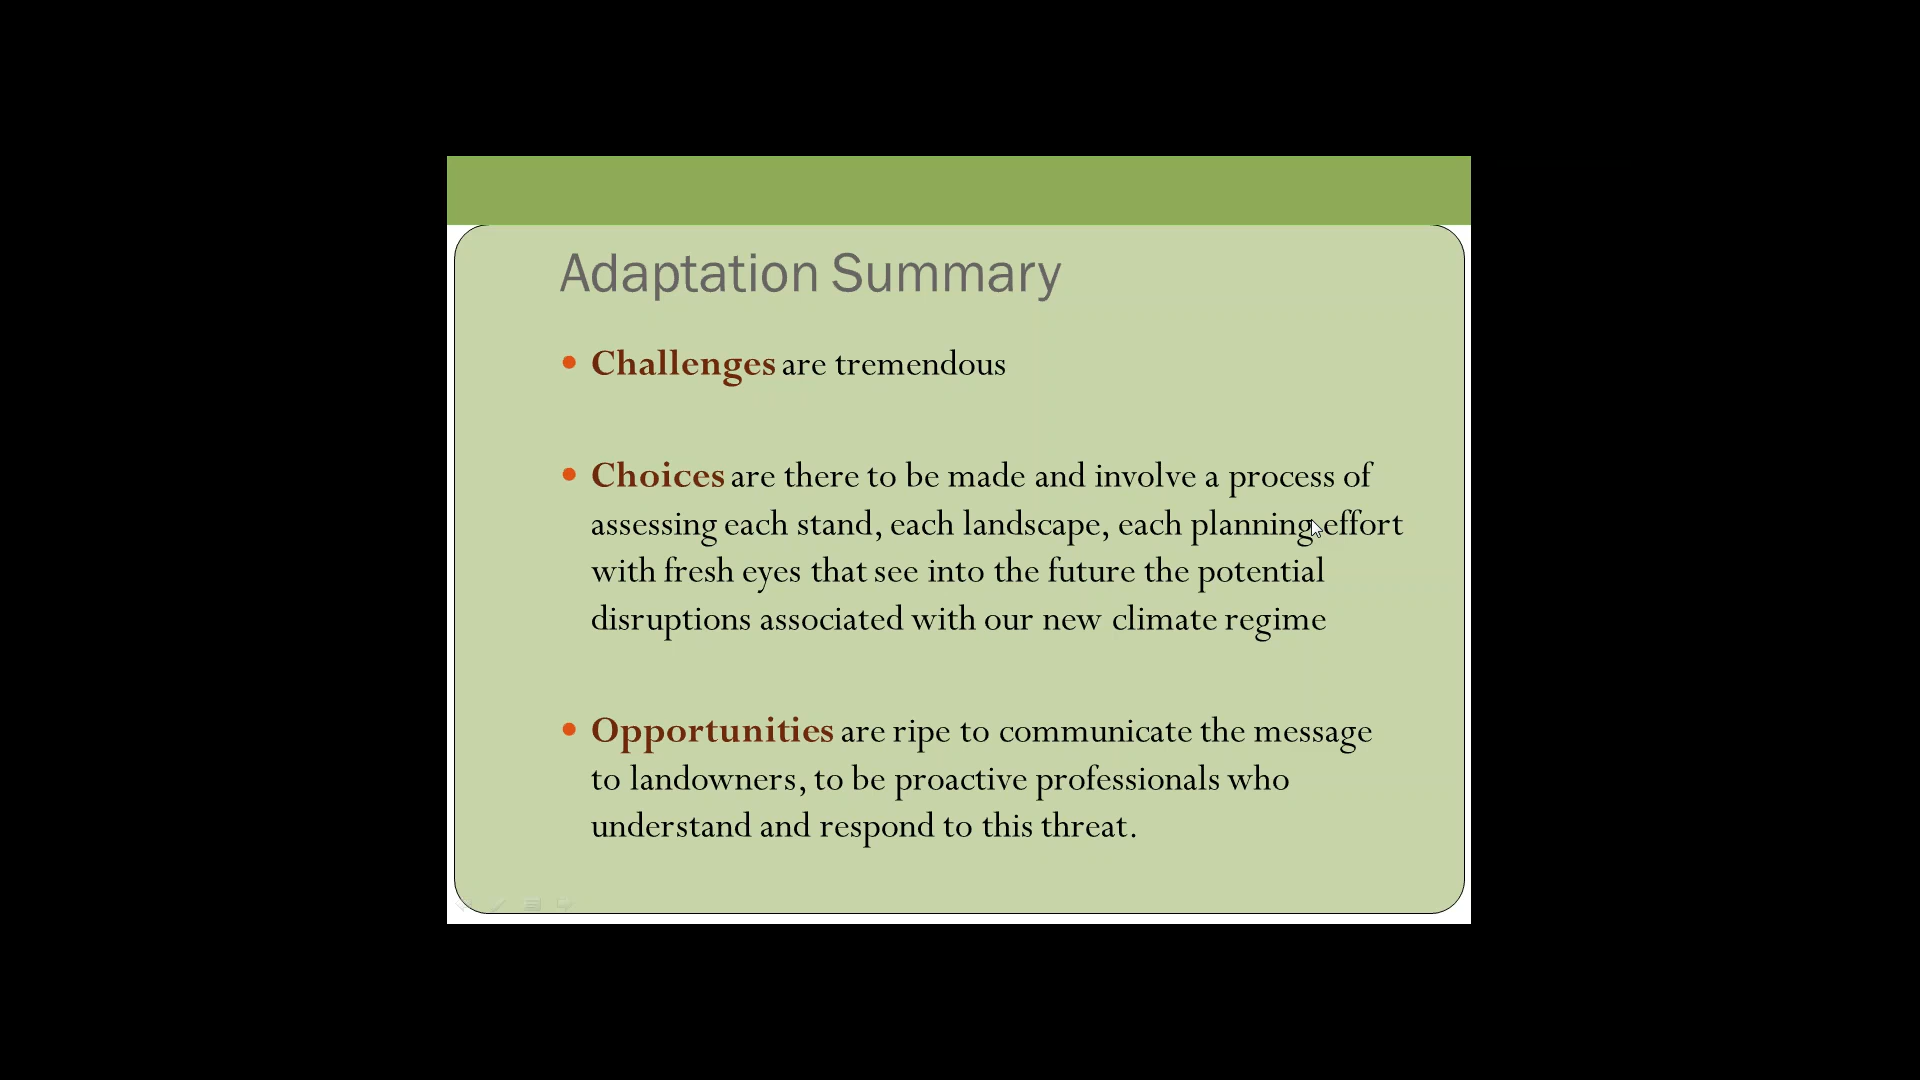 Adaptation Summary
• Challenges are tremendous
• Choices are there to be made and involve a process of
assessing each stand, each landscape, each planning effort
with fresh eyes that see into the future the potential
disruptions associated with our new climate regime
• Opportunities are ripe to communicate the message
to landowners, to be proactive professionals who
understand and respond to this threat.